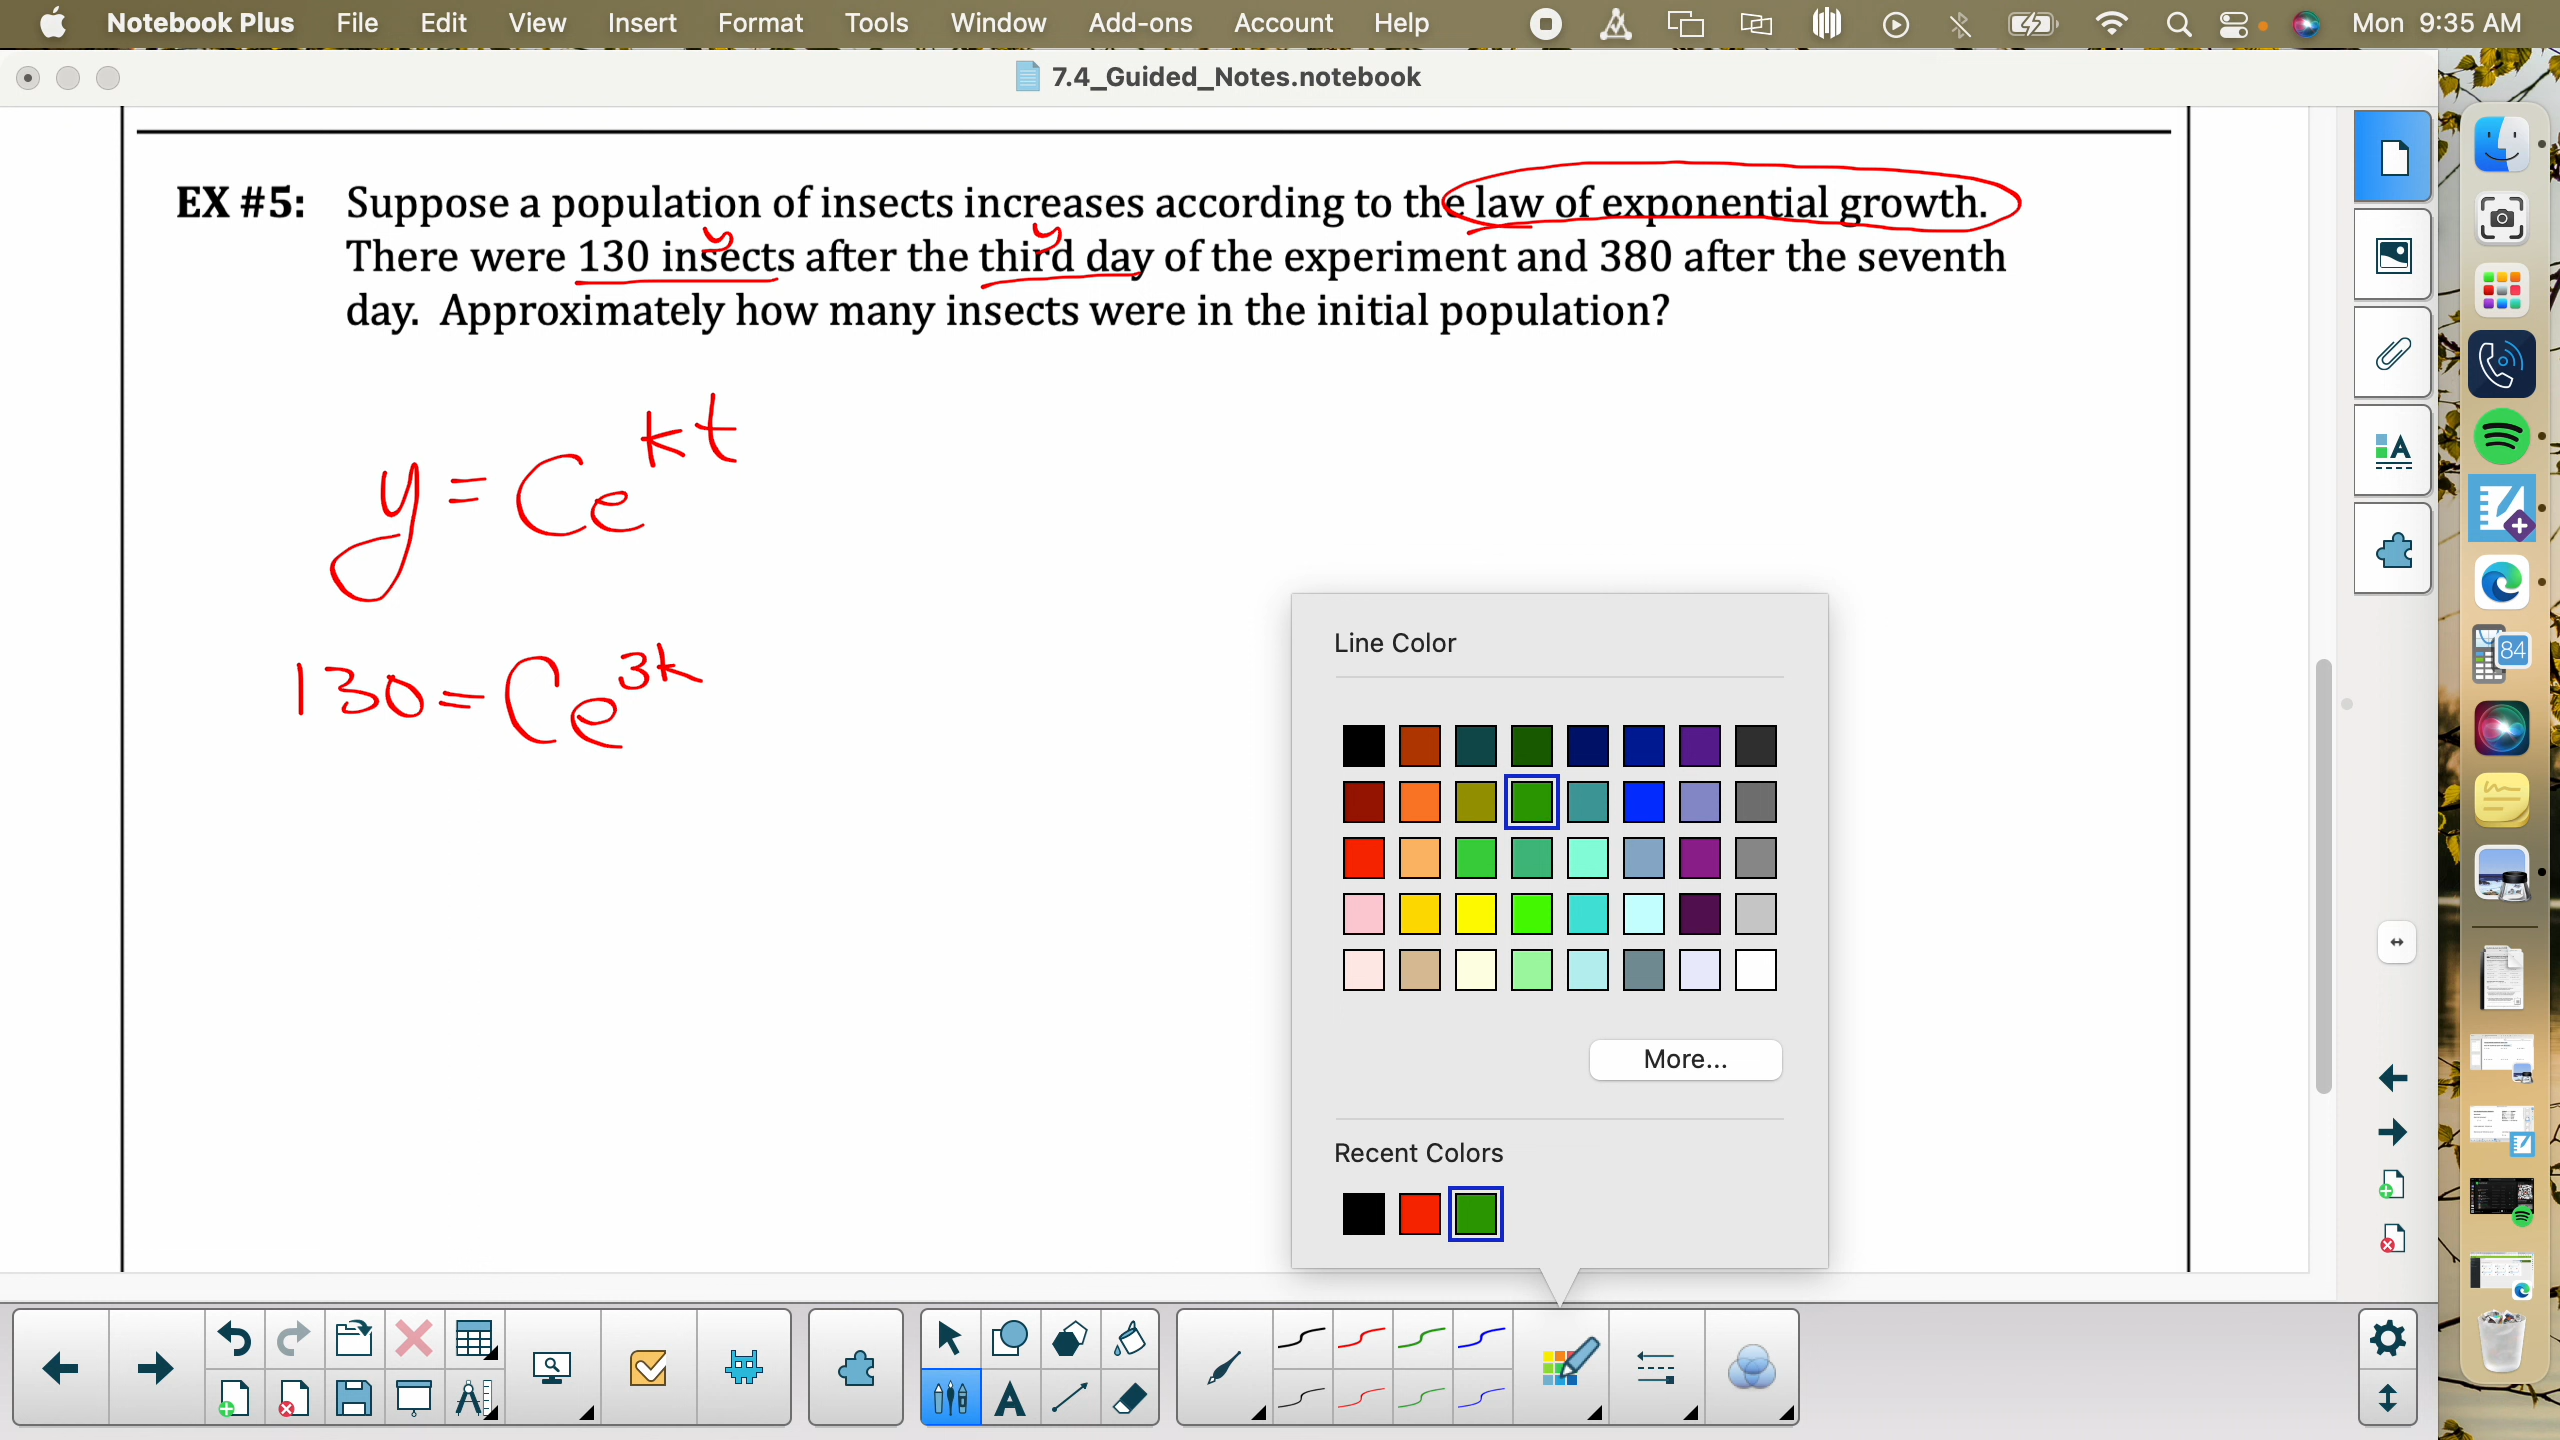 Notebook Plus File Edit View Insert Format Tools Window Add-ons Account Help Mon 9:35 AM
7.4_Guided_Notes.notebook
EX #5: Suppose a population of insects increases according to the law of exponential growth.
There were 130 insects after the third day of the experiment and 380 after the seventh
day. Approximately how many insects were in the initial population?
y = Ce^kt
130 = Ce^3k
Line Color
More...
Recent Colors
A
84
A